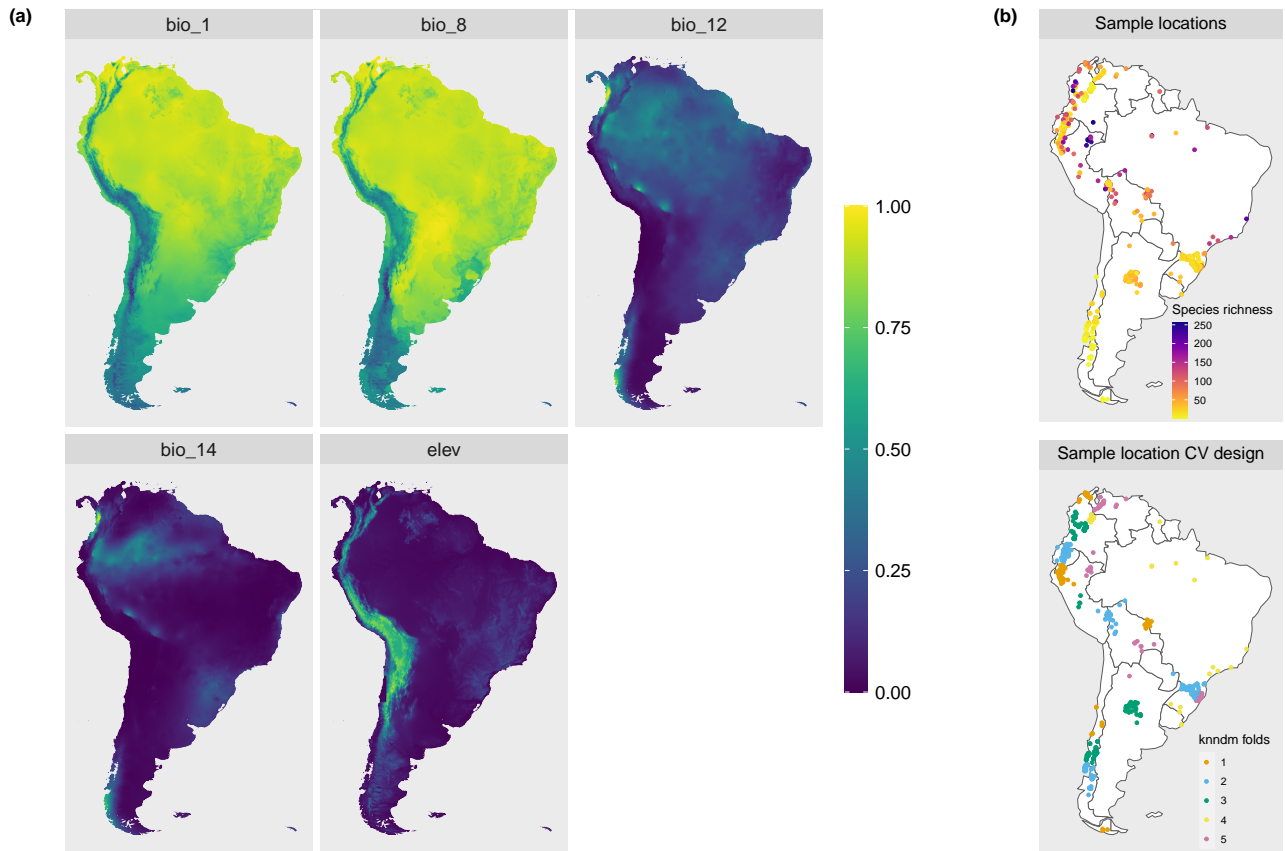 (a)
bio_1
bio_8
bio_12
bio_14
elev
1.00
0.75
0.50
0.25
0.00
(b)
Sample locations
Species richness
250
200
150
100
50
Sample location CV design
knndm folds
1
2
3
4
5